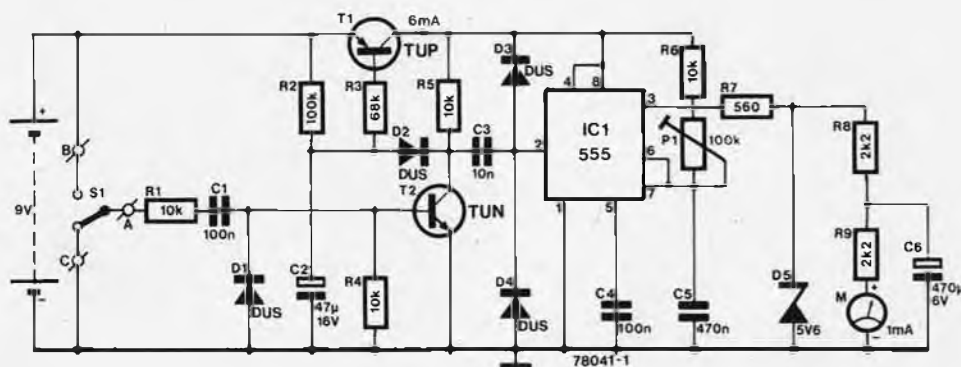 T1
6mA
TUP
R2
100k
R3
68k
R5
10k
D3
DUS
4
8
R6
10k
3
R7
560
P1
100k
IC1
555
2
6
7
1
5
D2
DUS
C3
10n
T2
TUN
R8
2k2
R9
2k2
C6
470µ
6V
M
+
1mA
−
D5
5V6
+
9V
−
B
S1
A
C
R1
10k
C1
100n
D1
DUS
C2
47µ
16V
R4
10k
D4
DUS
C4
100n
C5
470n
78041-1